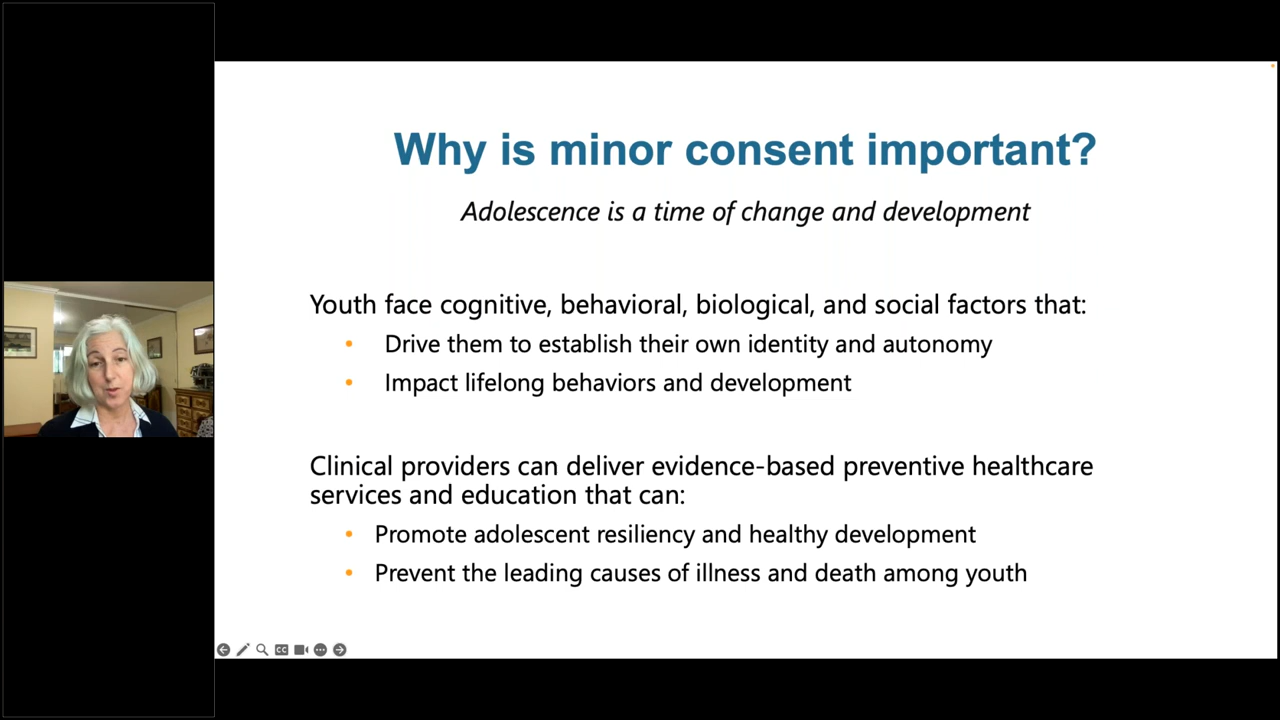 Why is minor consent important?
Adolescence is a time of change and development
Youth face cognitive, behavioral, biological, and social factors that:
• Drive them to establish their own identity and autonomy
• Impact lifelong behaviors and development
Clinical providers can deliver evidence-based preventive healthcare
services and education that can:
• Promote adolescent resiliency and healthy development
• Prevent the leading causes of illness and death among youth
CC